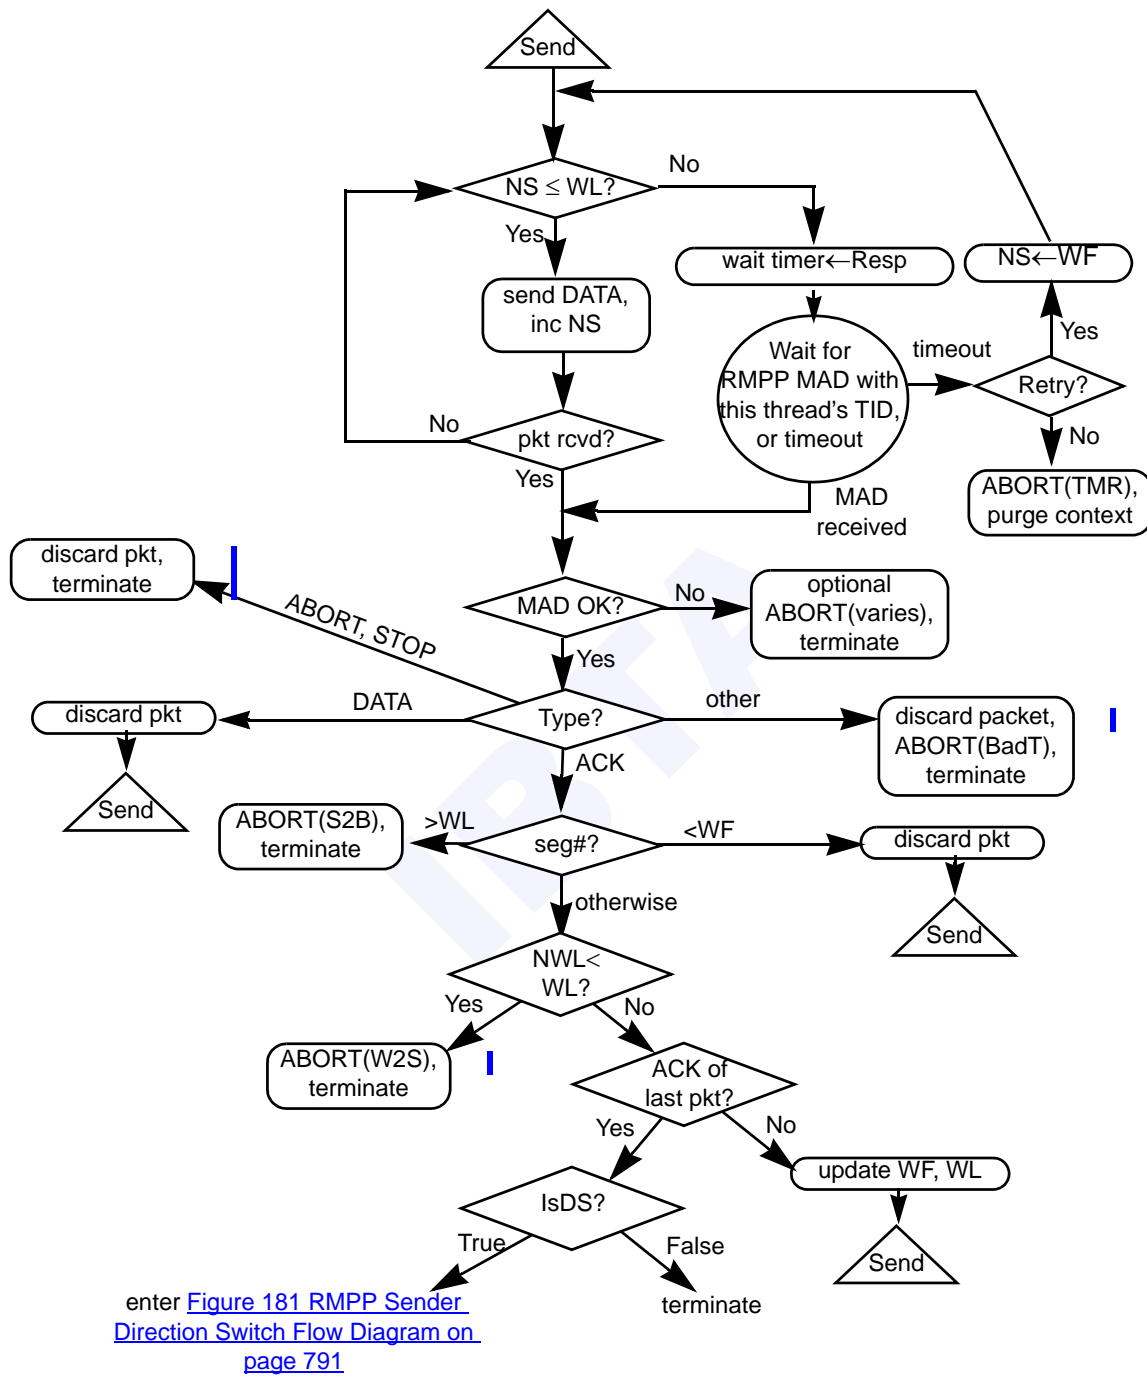 Send
NS ≤ WL?
No
Yes
wait timer←Resp
NS←WF
send DATA,
inc NS
Wait for
RMPP MAD with
this thread's TID,
or timeout
timeout
Yes
Retry?
No
No
pkt rcvd?
Yes
ABORT(TMR),
purge context
MAD
received
discard pkt,
terminate
ABORT, STOP
MAD OK?
No
optional
ABORT(varies),
terminate
Yes
DATA
discard pkt
Type?
other
discard packet,
ABORT(BadT),
terminate
Send
ACK
ABORT(S2B),
terminate
>WL
seg#?
<WF
discard pkt
otherwise
Send
NWL<
WL?
Yes
No
ABORT(W2S),
terminate
ACK of
last pkt?
Yes
No
update WF, WL
IsDS?
Send
True
False
enter Figure 181 RMPP Sender
Direction Switch Flow Diagram on
page 791
terminate
IBTA